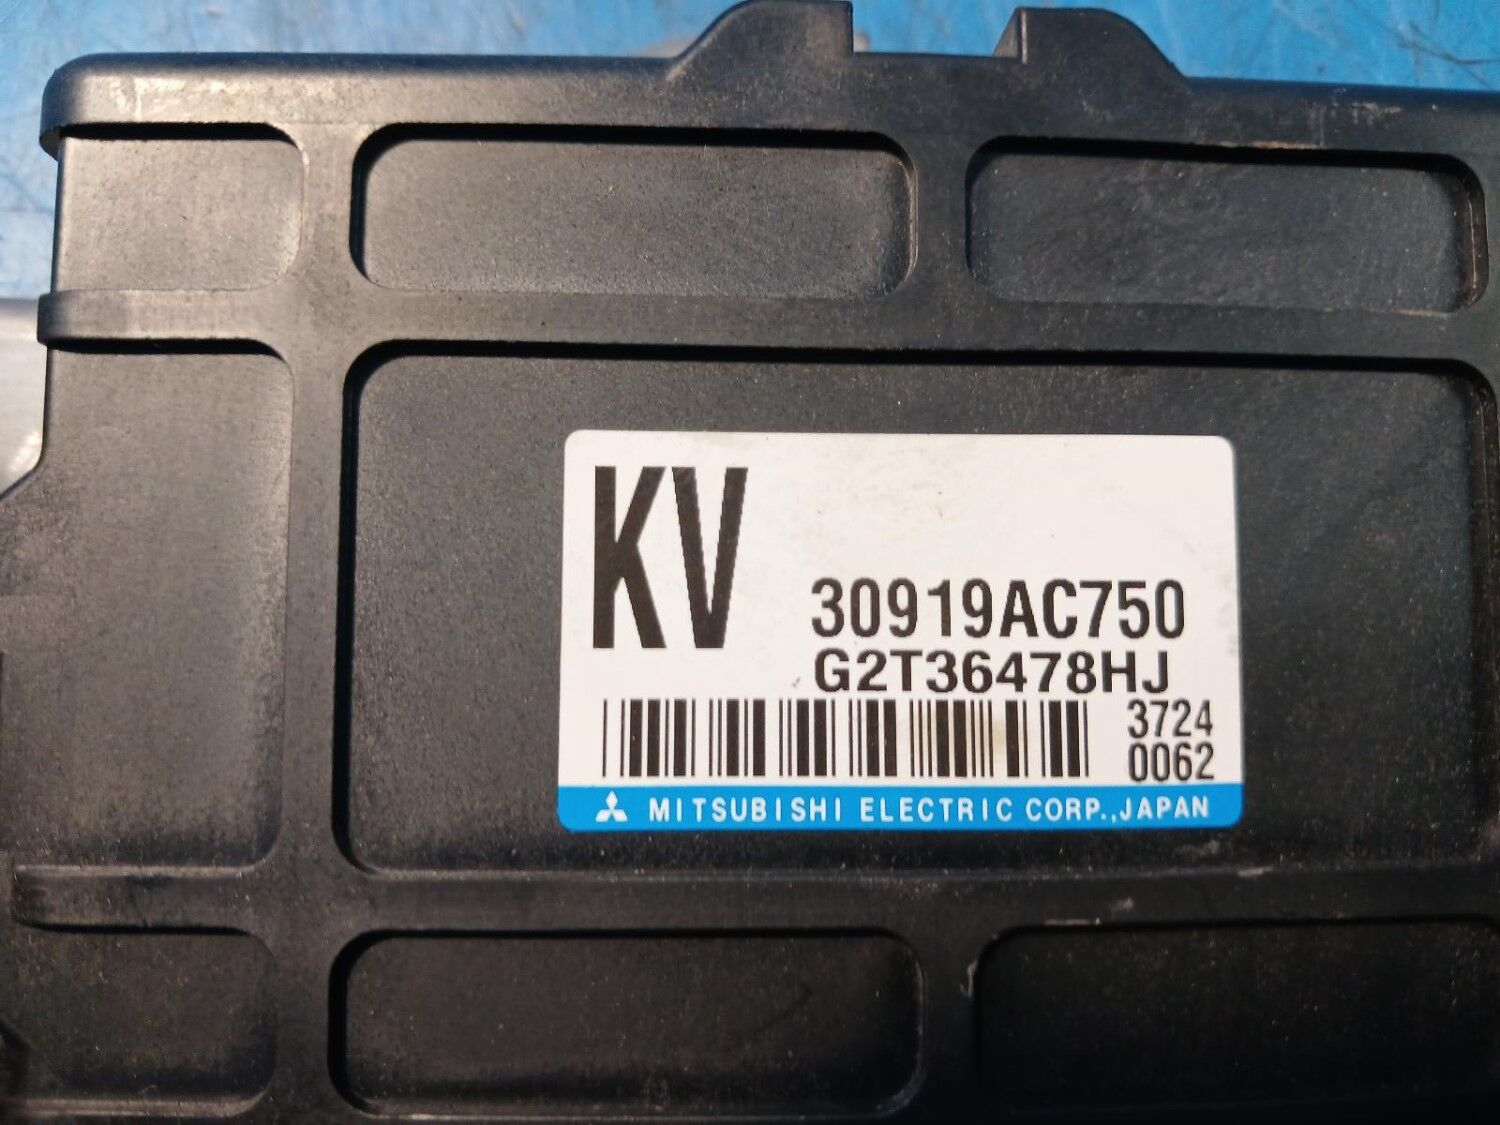 KV
30919AC750
G2T36478HJ
3724
0062
MITSUBISHI ELECTRIC CORP.,JAPAN